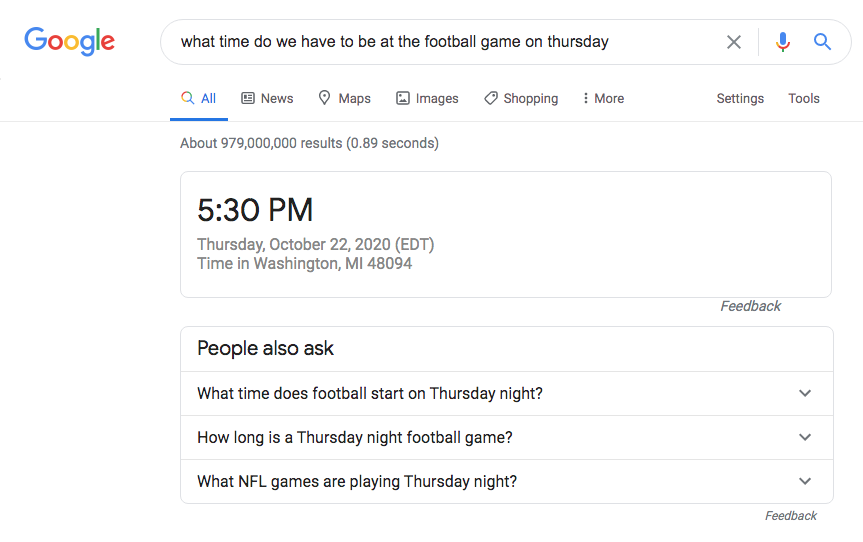 Google
what time do we have to be at the football game on thursday
All News Maps Images Shopping More Settings Tools
About 979,000,000 results (0.89 seconds)
5:30 PM
Thursday, October 22, 2020 (EDT)
Time in Washington, MI 48094
Feedback
People also ask
What time does football start on Thursday night?
How long is a Thursday night football game?
What NFL games are playing Thursday night?
Feedback